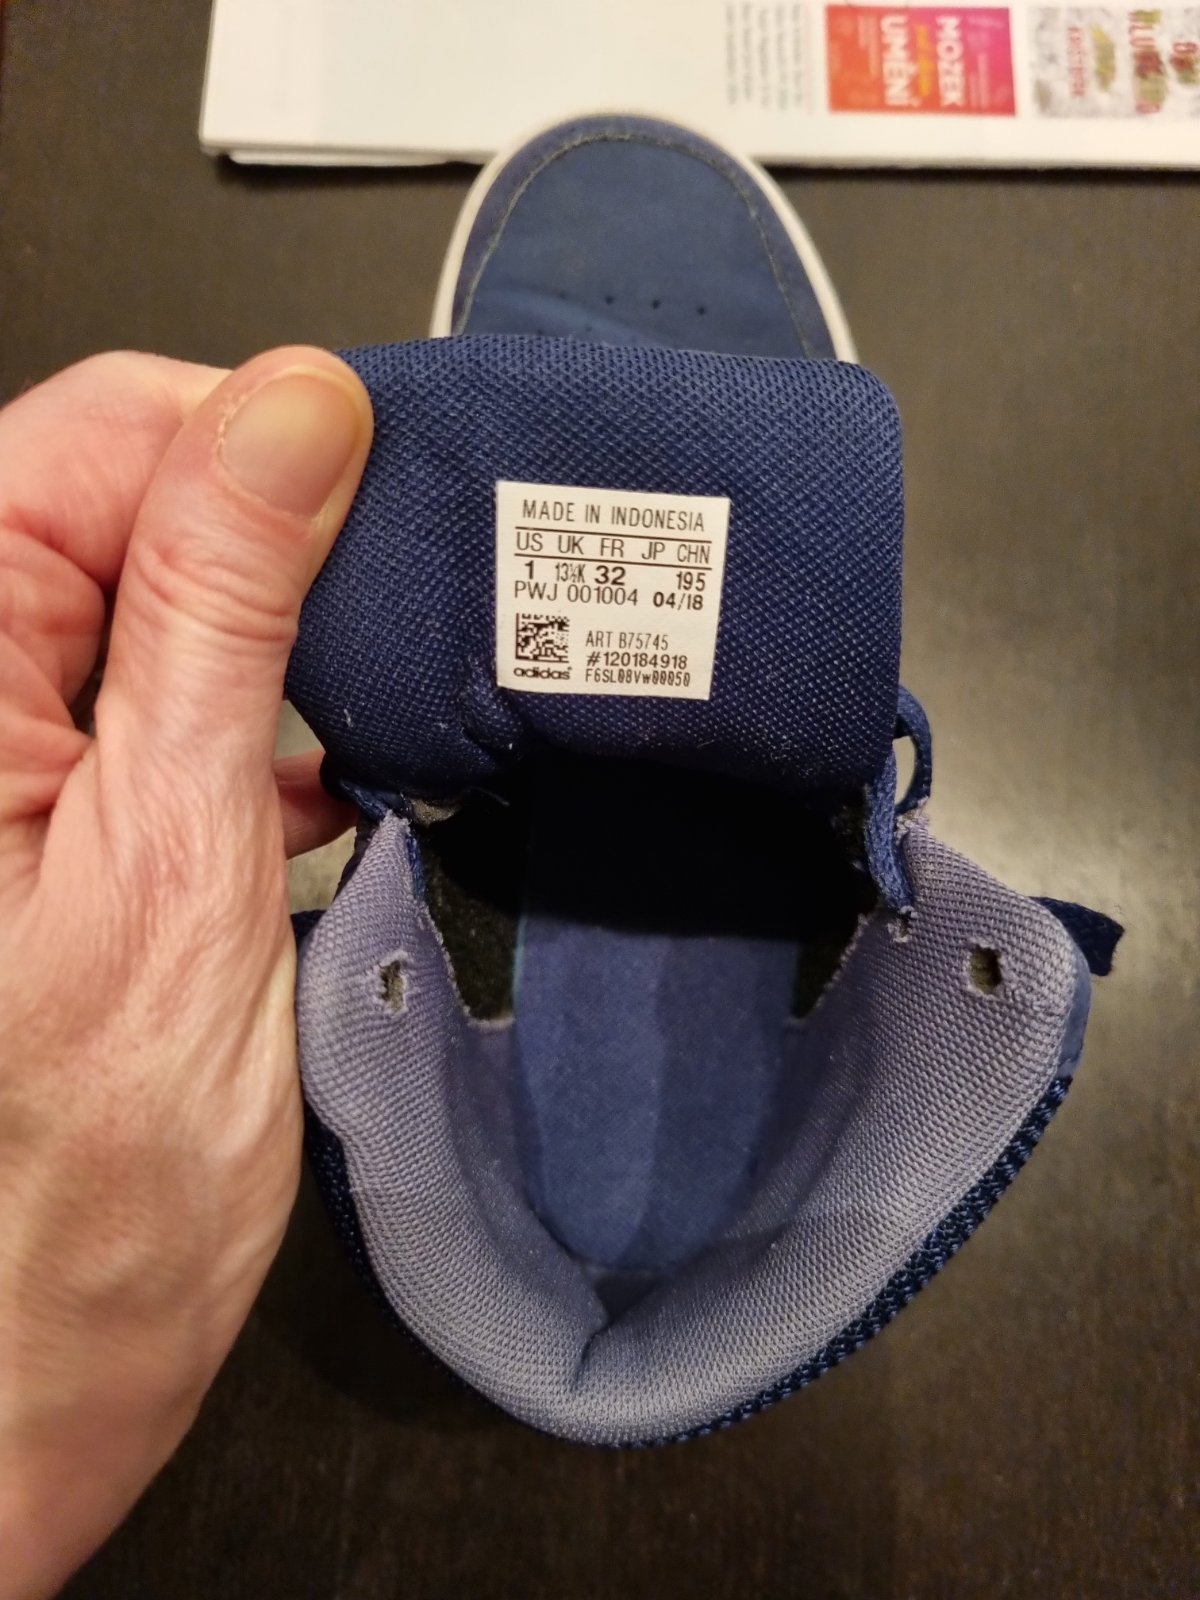 MOZEK
UMĚNÍ
MADE IN INDONESIA
US UK FR JP CHN
1 13½K 32 195
PWJ 001004 04/18
ART B75745
#120184918
adidas F6SL08Vw00050